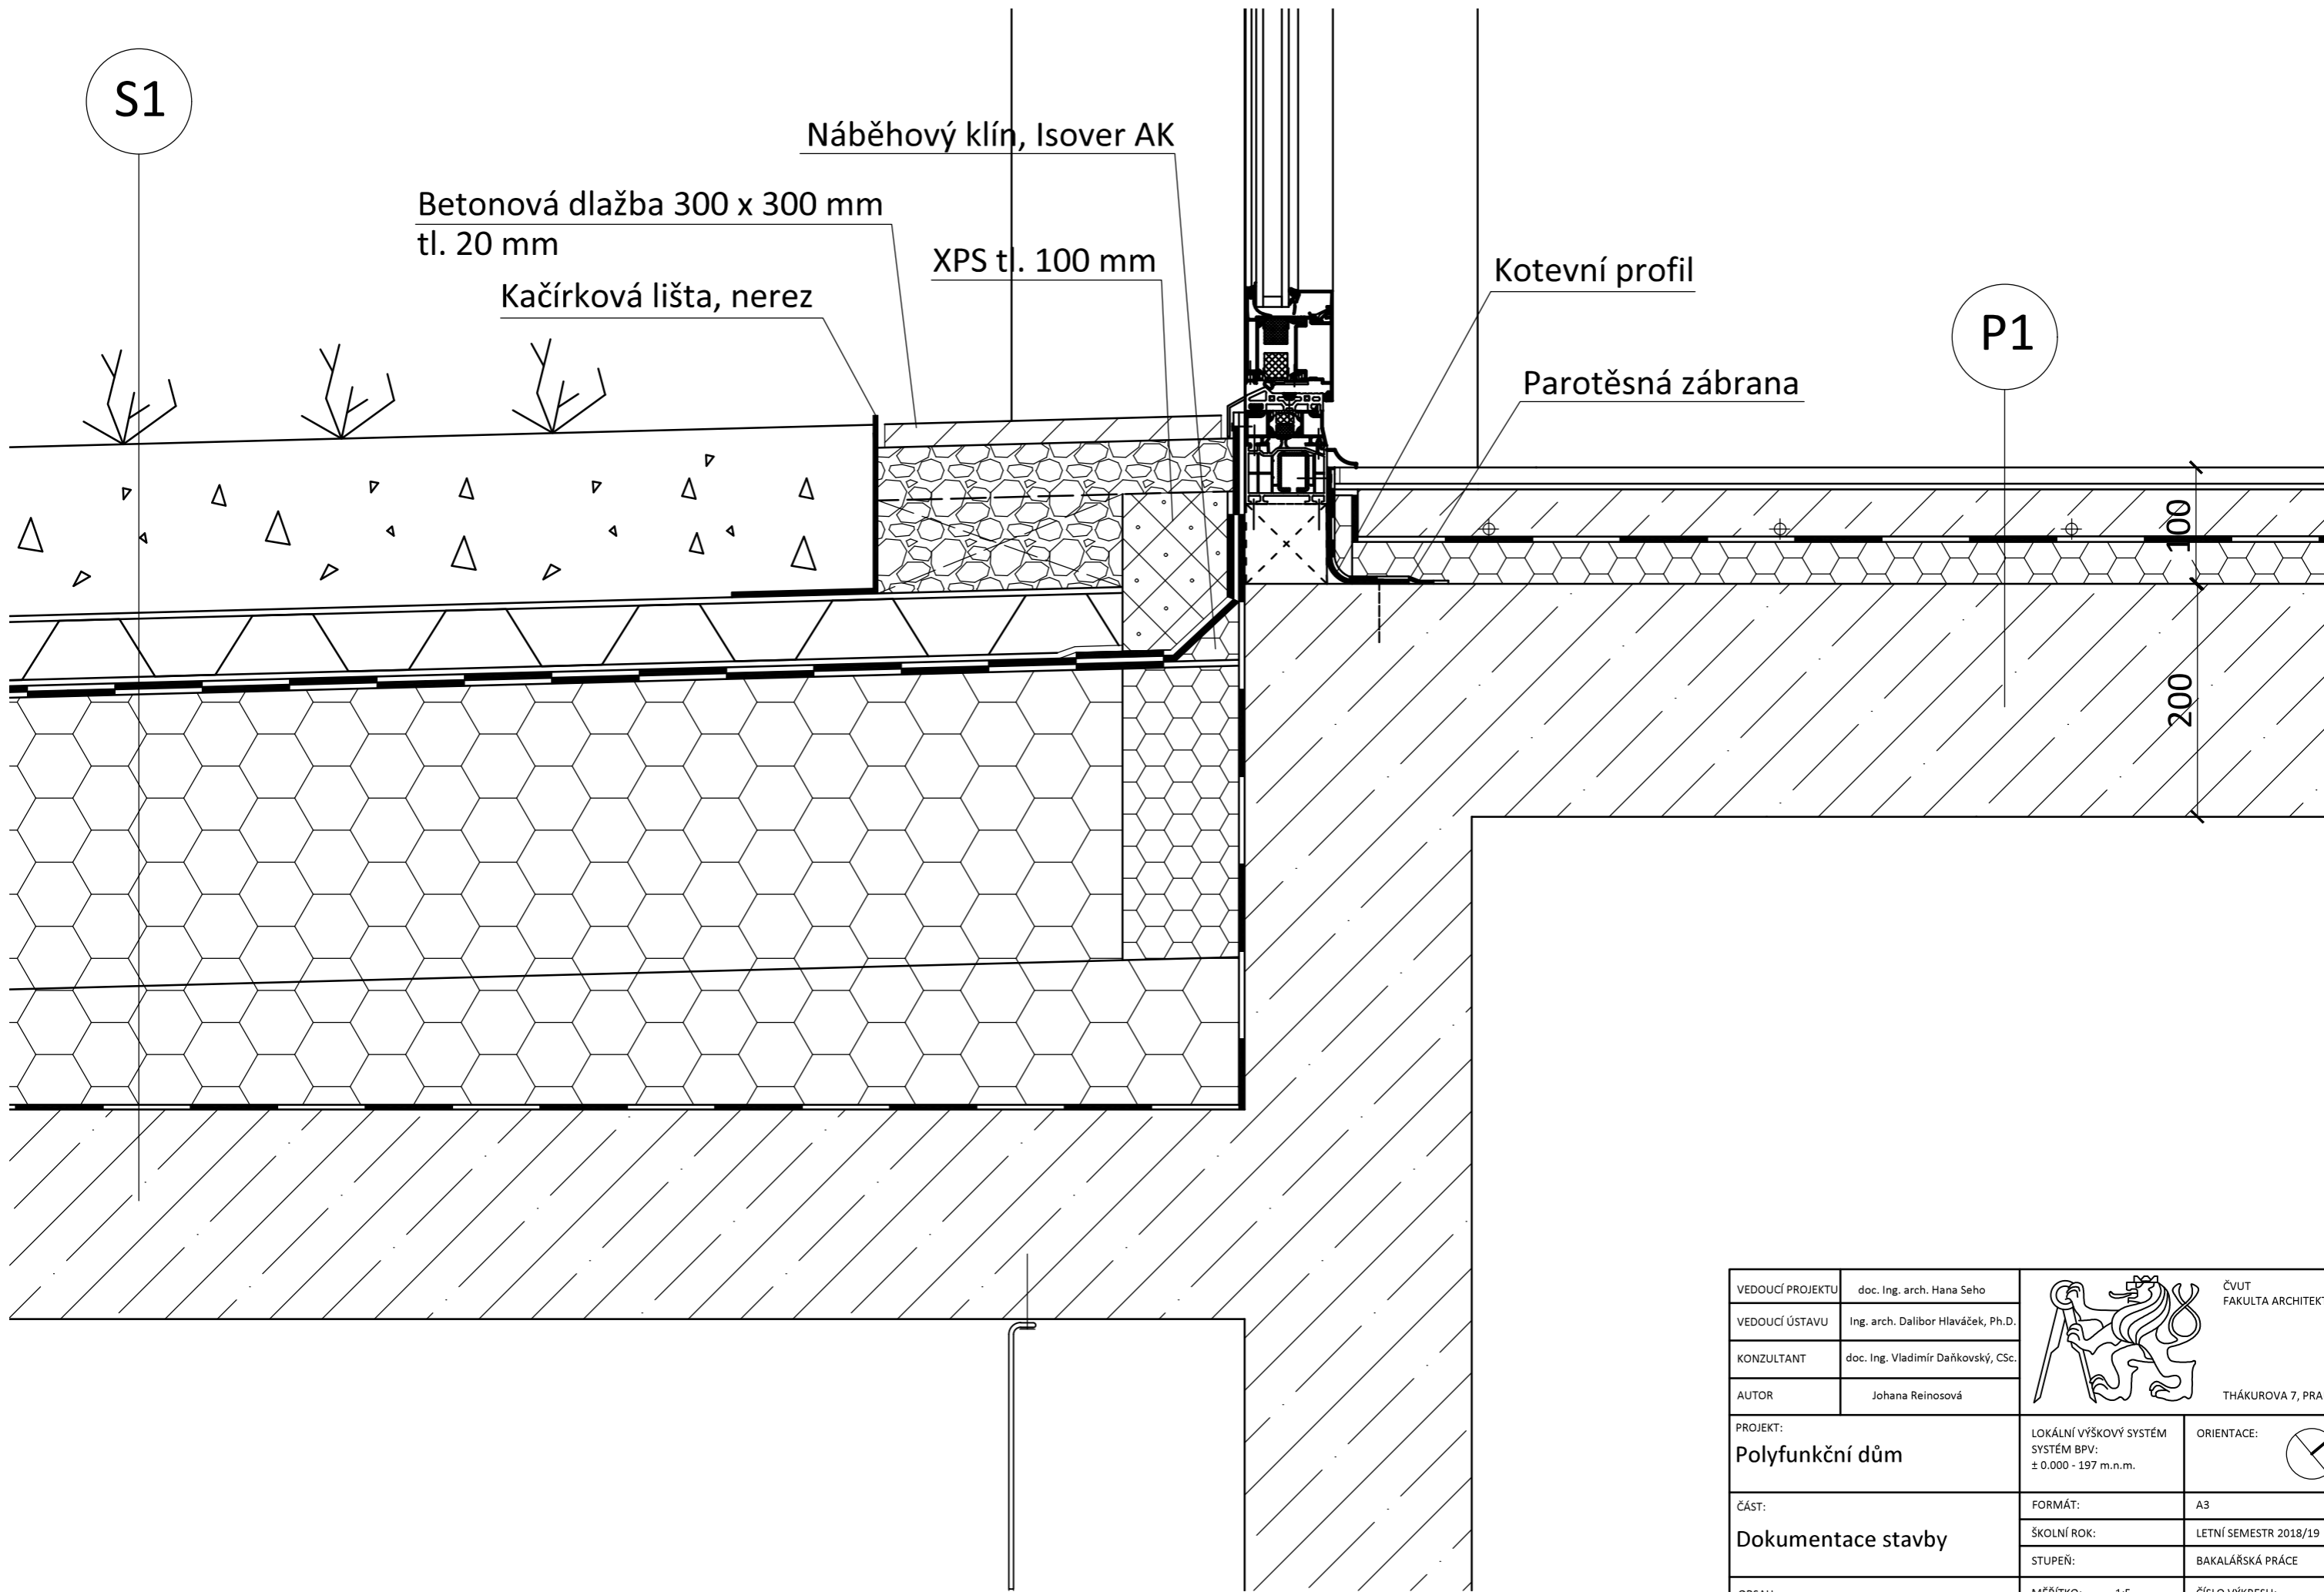 S1
Náběhový klín, Isover AK
Betonová dlažba 300 x 300 mm
tl. 20 mm
XPS tl. 100 mm
Kačírková lišta, nerez
Kotevní profil
P1
Parotěsná zábrana
100
200
VEDOUCÍ PROJEKTU
doc. Ing. arch. Hana Seho
VEDOUCÍ ÚSTAVU
Ing. arch. Dalibor Hlaváček, Ph.D.
KONZULTANT
doc. Ing. Vladimír Daňkovský, CSc.
AUTOR
Johana Reinosová
ČVUT
FAKULTA
THÁKUROVA 7,
PROJEKT:
Polyfunkční dům
LOKÁLNÍ VÝŠKOVÝ SYSTÉM
SYSTÉM BPV:
± 0.000 - 197 m.n.m.
ORIENTACE:
ČÁST:
Dokumentace stavby
FORMÁT:
A3
ŠKOLNÍ ROK:
LETNÍ SEMESTR 2018/19
STUPEŇ:
BAKALÁŘSKÁ PRÁCE